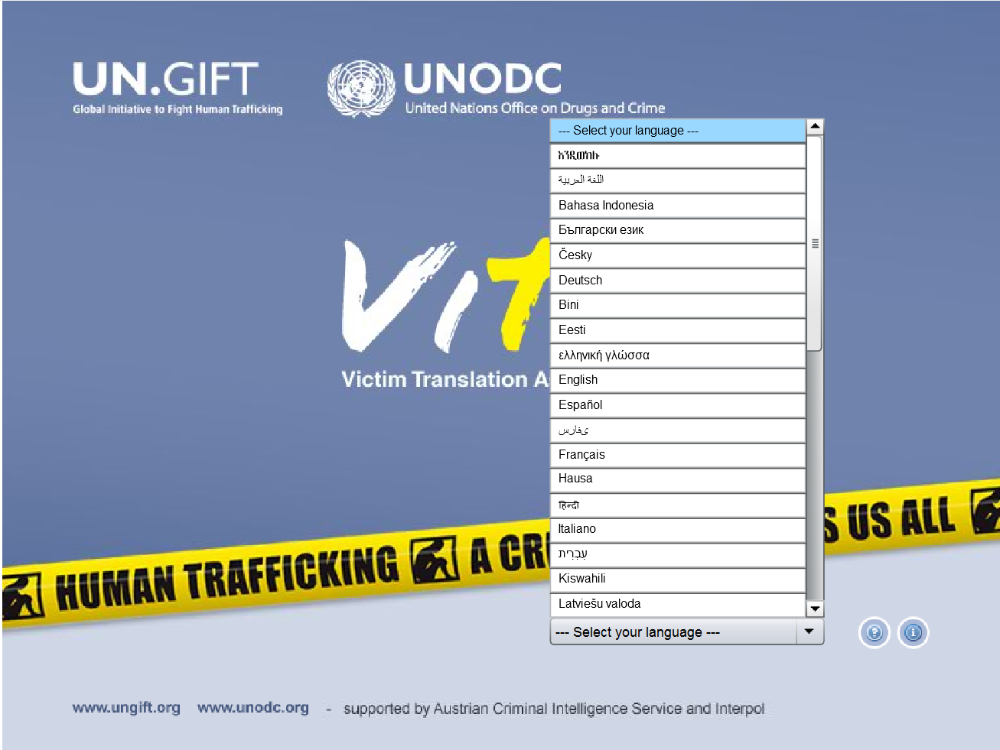 UN.GIFT
Global Initiative to Fight Human Trafficking
UNODC
United Nations Office on Drugs and Crime
--- Select your language ---
አንዲመከሉ
اللغة العربية
Bahasa Indonesia
Български език
Česky
Deutsch
Bini
Eesti
ελληνική γλώσσα
English
Español
ىفارس
Français
Hausa
हिन्दी
Italiano
עִבְרִית
Kiswahili
Latviešu valoda
--- Select your language ---
ViT
Victim Translation A
HUMAN TRAFFICKING A CR
S US ALL
www.ungift.org www.unodc.org - supported by Austrian Criminal Intelligence Service and Interpol